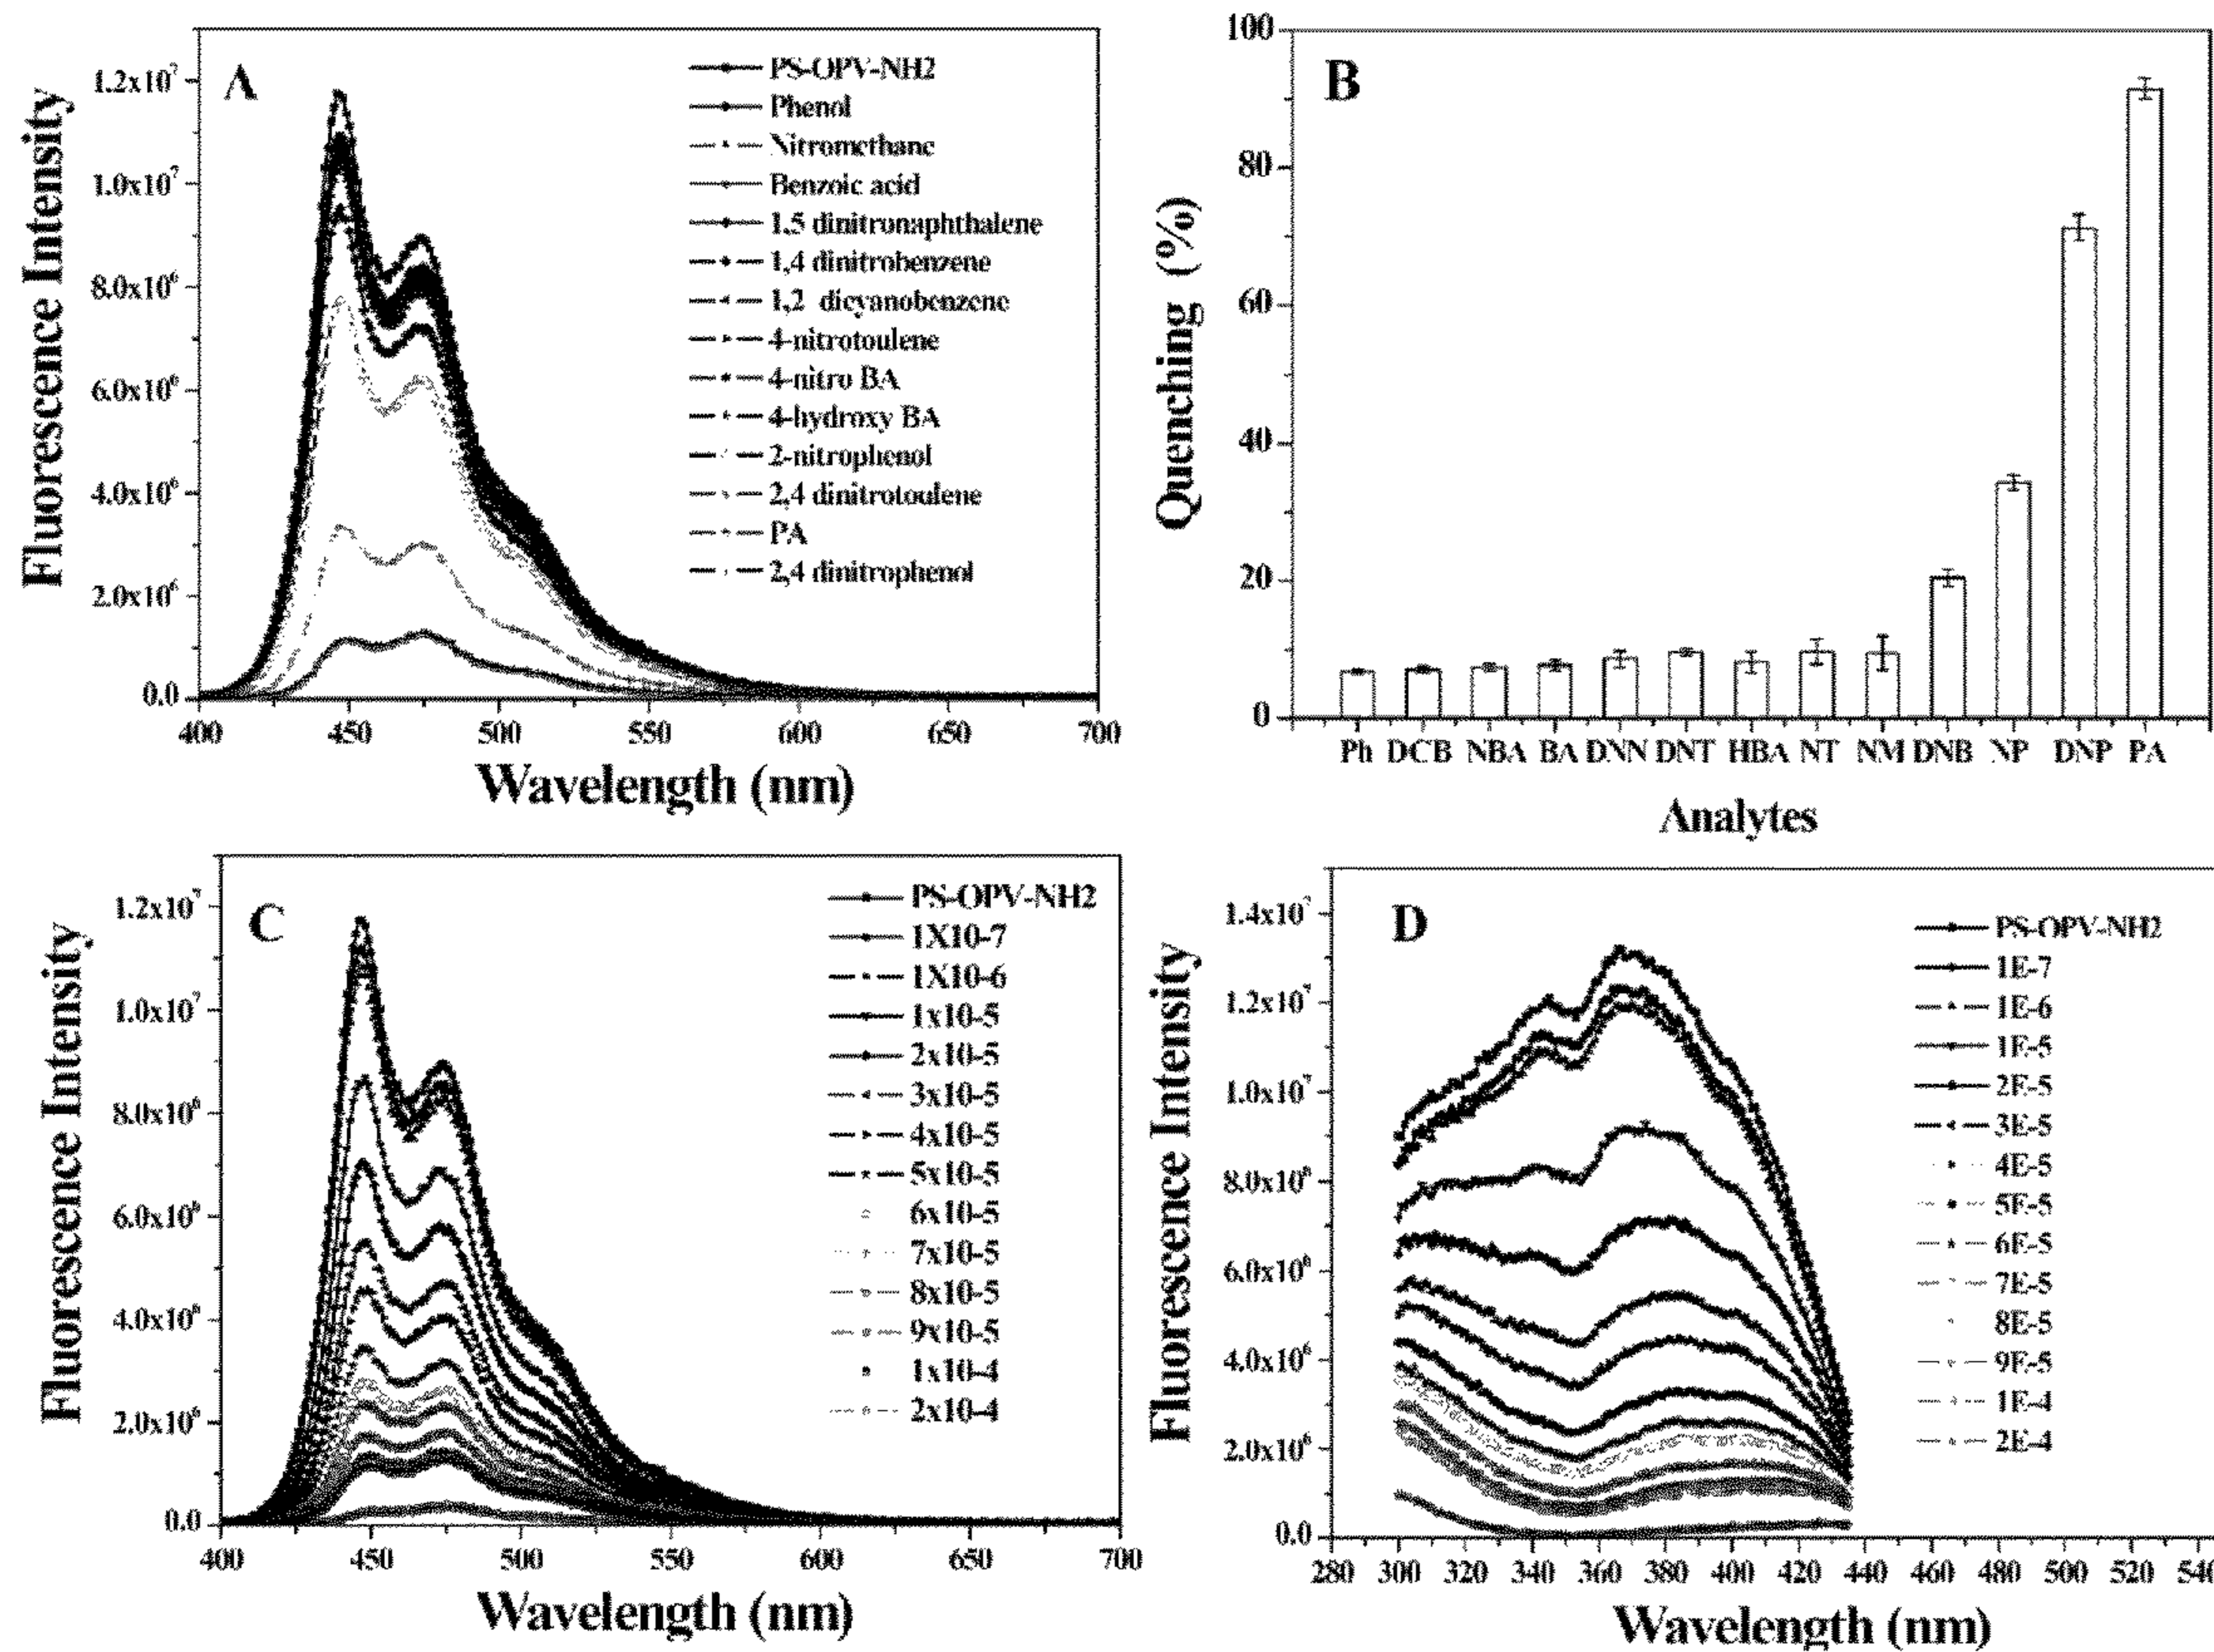 A
Fluorescence Intensity
1.2x10⁷
1.0x10⁷
8.0x10⁶
6.0x10⁶
4.0x10⁶
2.0x10⁶
0.0
400 450 500 550 600 650 700
Wavelength (nm)
PS-OPV-NH2
Phenol
Nitromethane
Benzoic acid
1,5 dinitronaphthalene
1,4 dinitrobenzene
1,2 dicyanobenzene
4-nitrotoulene
4-nitro BA
4-hydroxy BA
2-nitrophenol
2,4 dinitrotoulene
PA
2,4 dinitrophenol
B
Quenching (%)
100
80
60
40
20
0
Ph DCB NBA BA DNN DNT HBA NT NM DNB NP DNP PA
Analytes
C
Fluorescence Intensity
1.2x10⁷
1.0x10⁷
8.0x10⁶
6.0x10⁶
4.0x10⁶
2.0x10⁶
0.0
400 450 500 550 600 650 700
Wavelength (nm)
PS-OPV-NH2
1X10-7
1X10-6
1x10-5
2x10-5
3x10-5
4x10-5
5x10-5
6x10-5
7x10-5
8x10-5
9x10-5
1x10-4
2x10-4
D
Fluorescence Intensity
1.4x10⁷
1.2x10⁷
1.0x10⁷
8.0x10⁶
6.0x10⁶
4.0x10⁶
2.0x10⁶
0.0
280 300 320 340 360 380 400 420 440 460 480 500 520 540
Wavelength (nm)
PS-OPV-NH2
1E-7
1E-6
1E-5
2E-5
3E-5
4E-5
5E-5
6E-5
7E-5
8E-5
9E-5
1E-4
2E-4